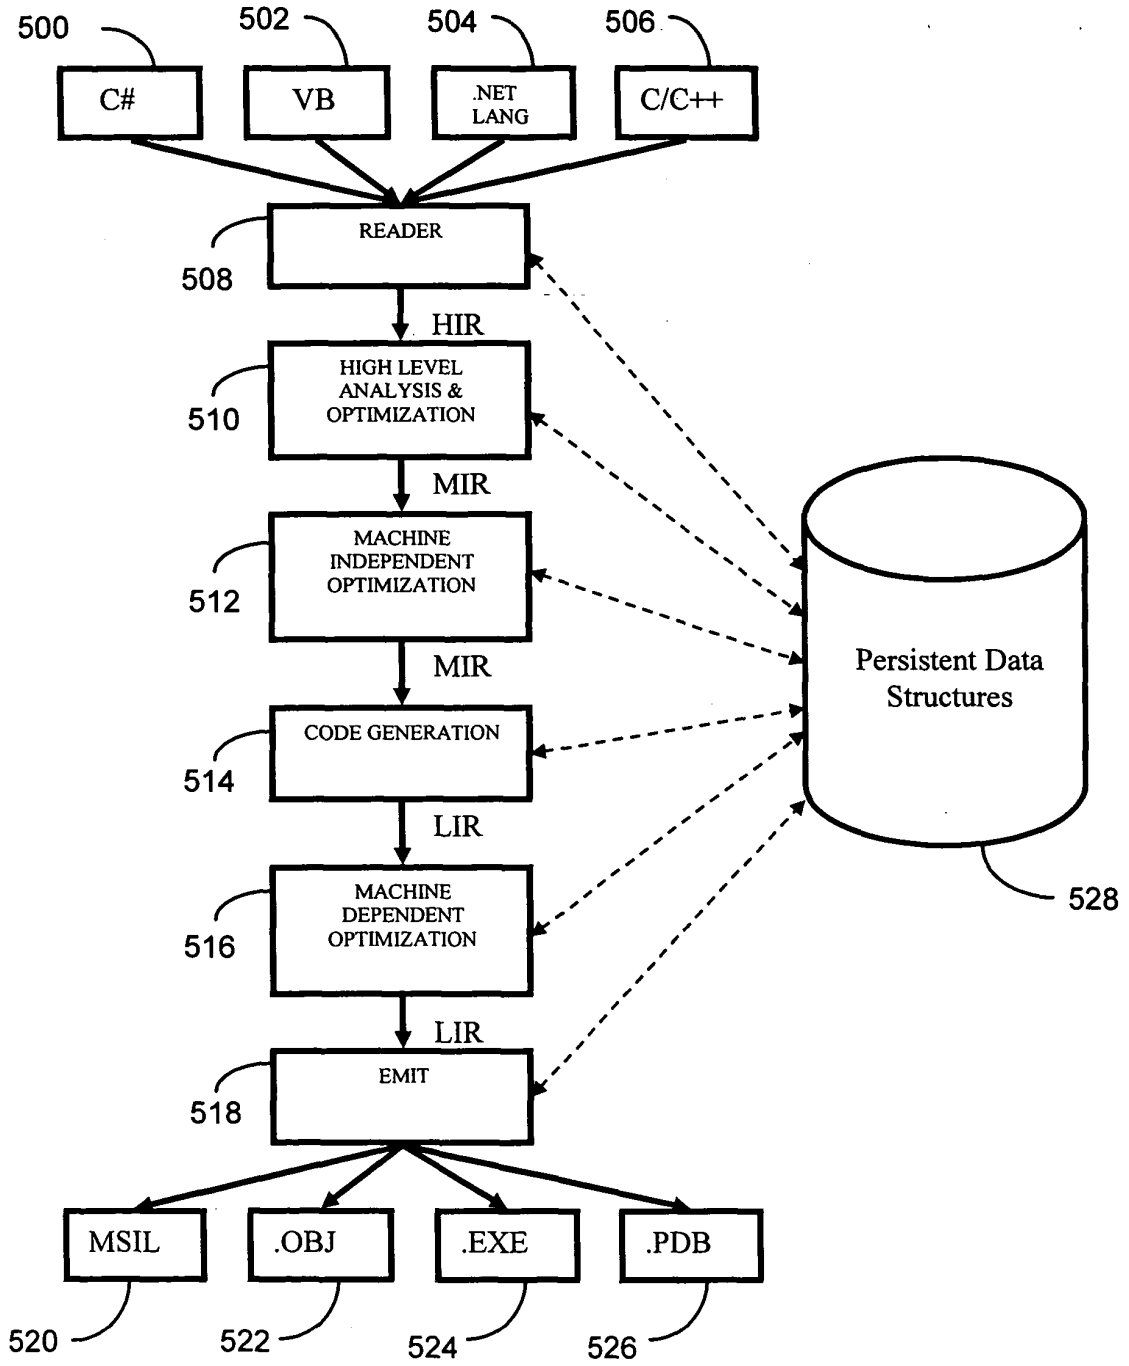 500
502
504
506
C#
VB
.NET
LANG
C/C++
READER
508
HIR
HIGH LEVEL
ANALYSIS &
OPTIMIZATION
510
MIR
MACHINE
INDEPENDENT
OPTIMIZATION
512
MIR
CODE GENERATION
514
LIR
MACHINE
DEPENDENT
OPTIMIZATION
516
LIR
EMIT
518
Persistent Data
Structures
528
MSIL
.OBJ
.EXE
.PDB
520
522
524
526